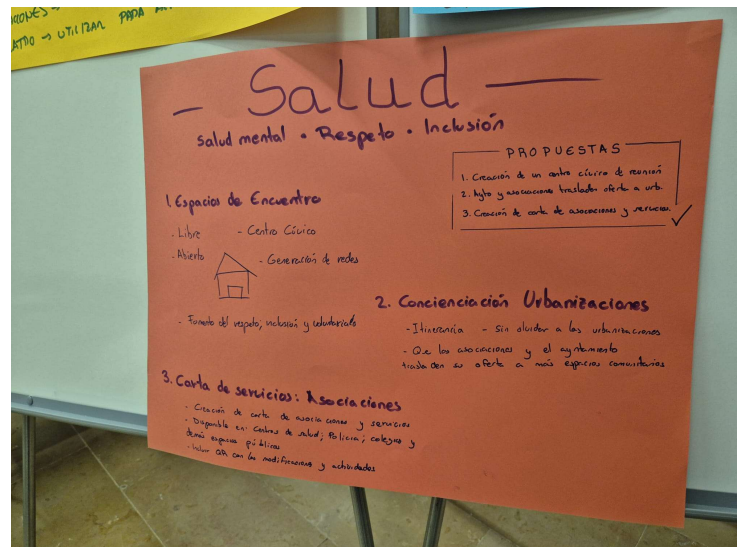 UTILIZAR PARA
— Salud —
Salud mental • Respeto • Inclusión
PROPUESTAS
1. Creación de un centro cívico de reunión
2. Ayto y asociaciones trasladar oferta a urb.
3. Creación de carta de asociaciones y servicios.
1. Espacios de Encuentro
- Libre - Centro Cívico
- Abierto
- Generación de redes
- Fomento del respeto, inclusión y voluntariado
2. Concienciación Urbanizaciones
- Itinerancia - Sin olvidar a las urbanizaciones
- Que las asociaciones y el ayuntamiento
trasladen su oferta a más espacios comunitarios
3. Carta de servicios: Asociaciones
- Creación de carta de asociaciones y servicios
- Disponible en: Centros de salud; Policía; colegios y
demás espacios públicos
- Incluir QR con las modificaciones y actividades